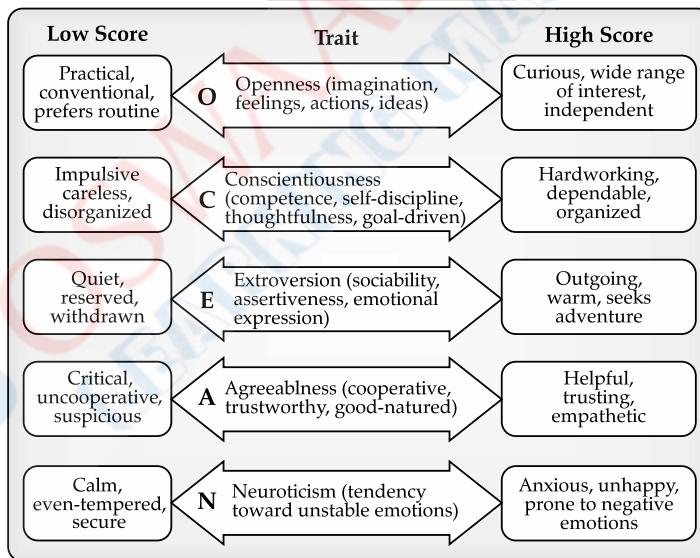 Low Score
Trait
High Score
Practical,
conventional,
prefers routine
O
Openness (imagination,
feelings, actions, ideas)
Curious, wide range
of interest,
independent
Impulsive
careless,
disorganized
C
Conscientiousness
(competence, self-discipline,
thoughtfulness, goal-driven)
Hardworking,
dependable,
organized
Quiet,
reserved,
withdrawn
E
Extroversion (sociability,
assertiveness, emotional
expression)
Outgoing,
warm, seeks
adventure
Critical,
uncooperative,
suspicious
A
Agreeablness (cooperative,
trustworthy, good-natured)
Helpful,
trusting,
empathetic
Calm,
even-tempered,
secure
N
Neuroticism (tendency
toward unstable emotions)
Anxious, unhappy,
prone to negative
emotions
OSWAAL
LEARNING